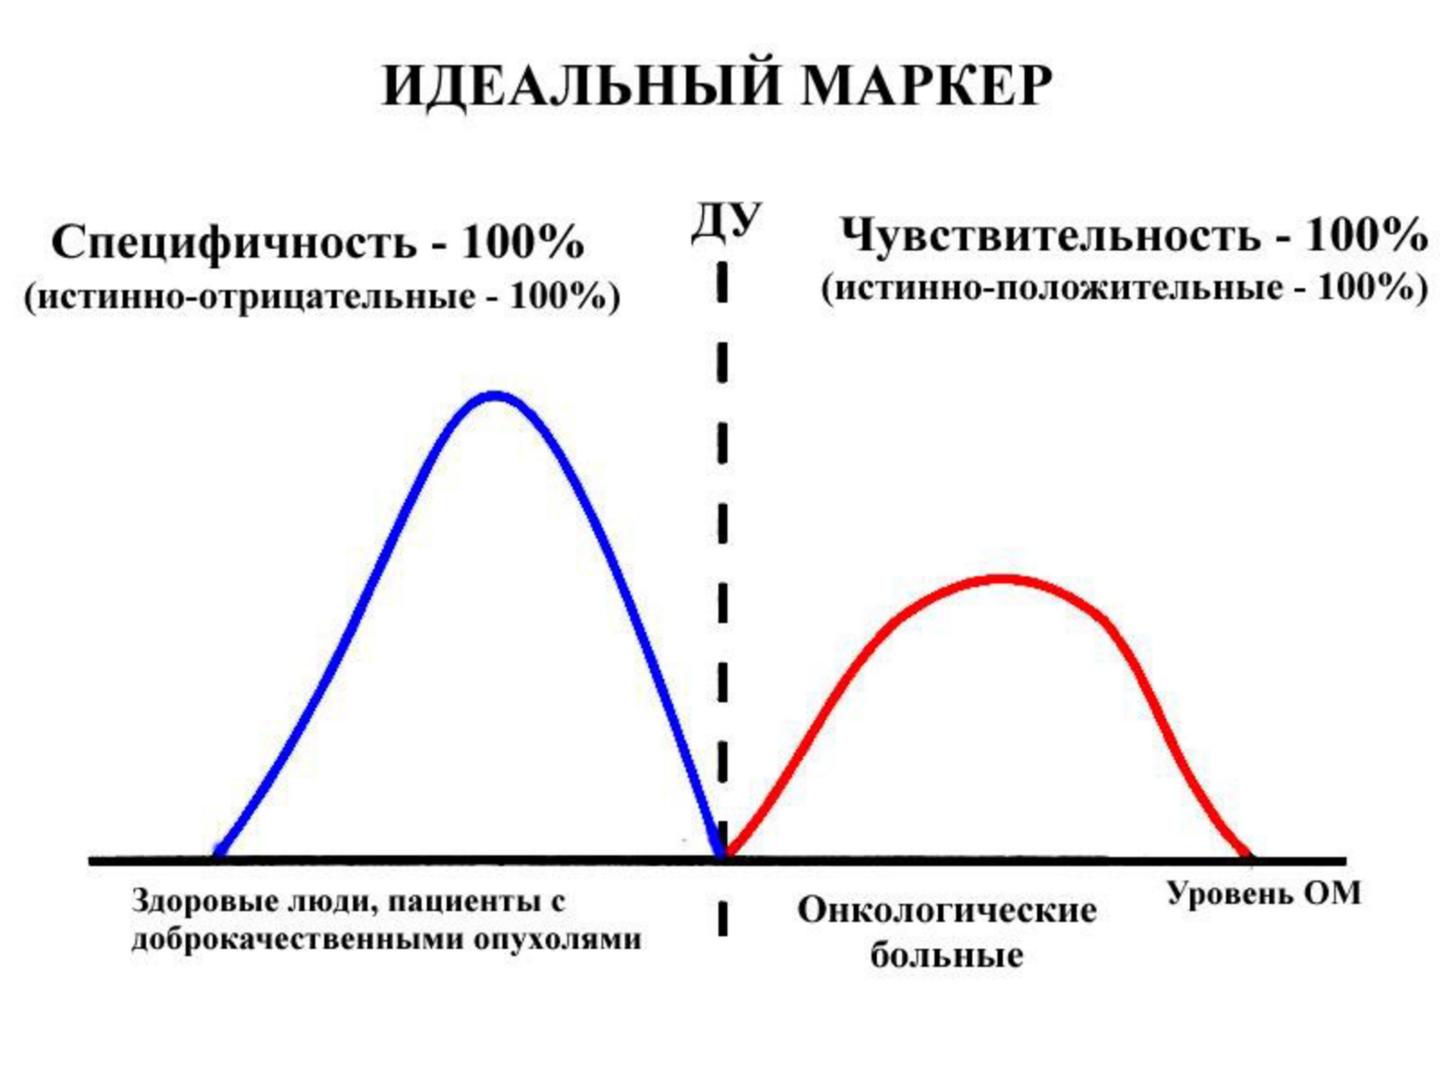 ИДЕАЛЬНЫЙ МАРКЕР
ДУ
Специфичность - 100%
(истинно-отрицательные - 100%)
Чувствительность - 100%
(истинно-положительные - 100%)
Здоровые люди, пациенты с
доброкачественными опухолями
Онкологические
больные
Уровень ОМ